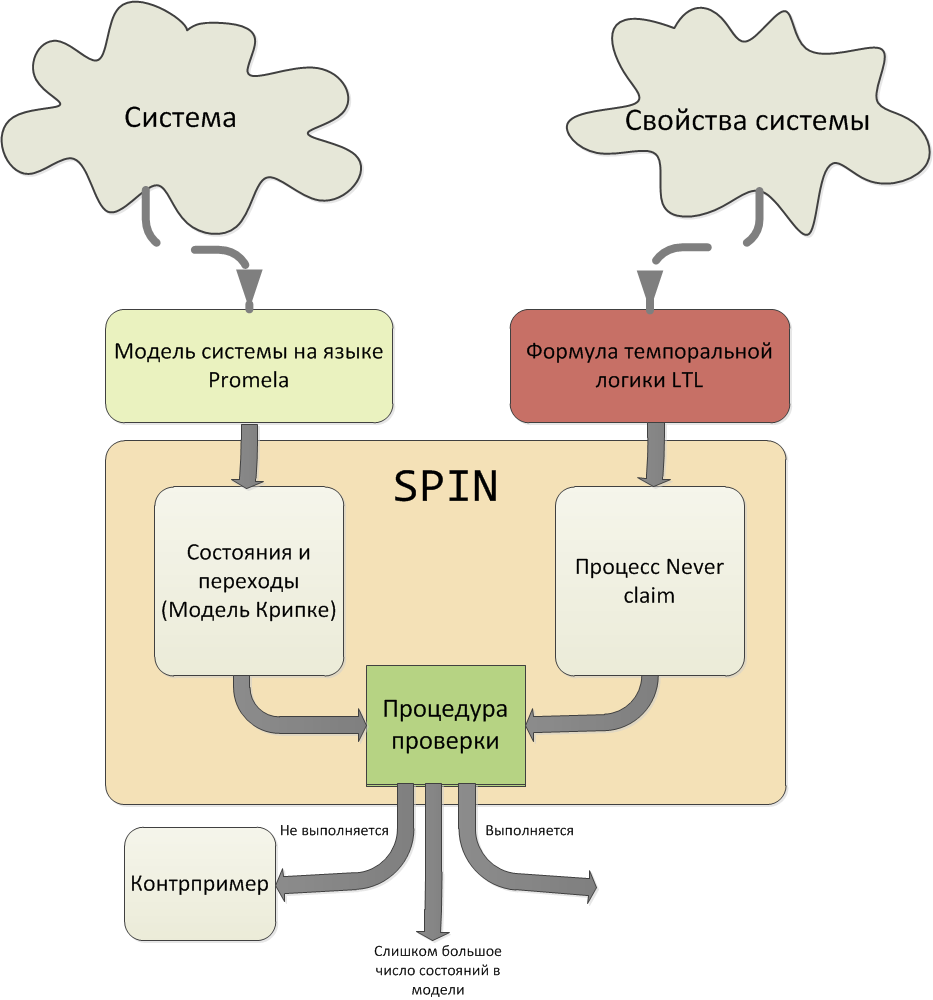 Система
Свойства системы
Модель системы на языке
Promela
Формула темпоральной
логики LTL
SPIN
Состояния и
переходы
(Модель Крипке)
Процесс Never
claim
Процедура
проверки
Не выполняется
Выполняется
Контрпример
Слишком большое
число состояний в
модели